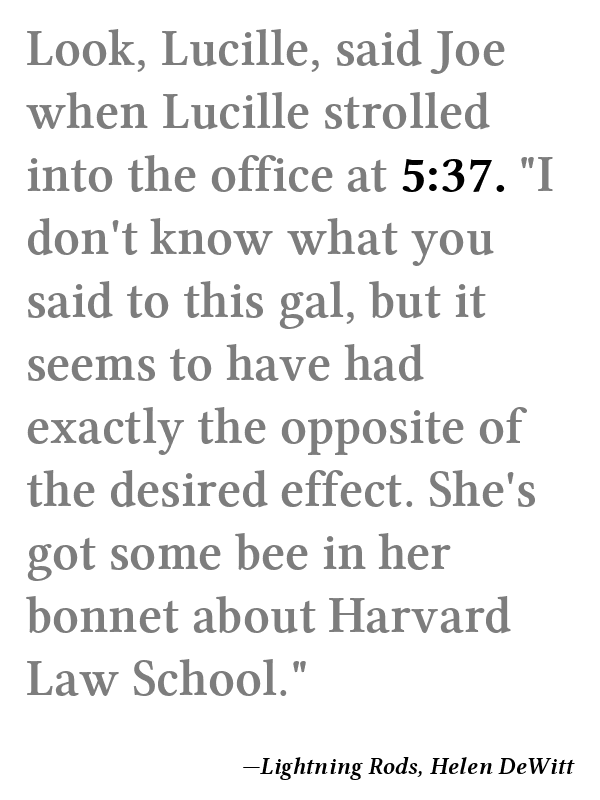 Look, Lucille, said Joe
when Lucille strolled
into the office at 5:37. "I
don't know what you
said to this gal, but it
seems to have had
exactly the opposite of
the desired effect. She's
got some bee in her
bonnet about Harvard
Law School."
—Lightning Rods, Helen DeWitt